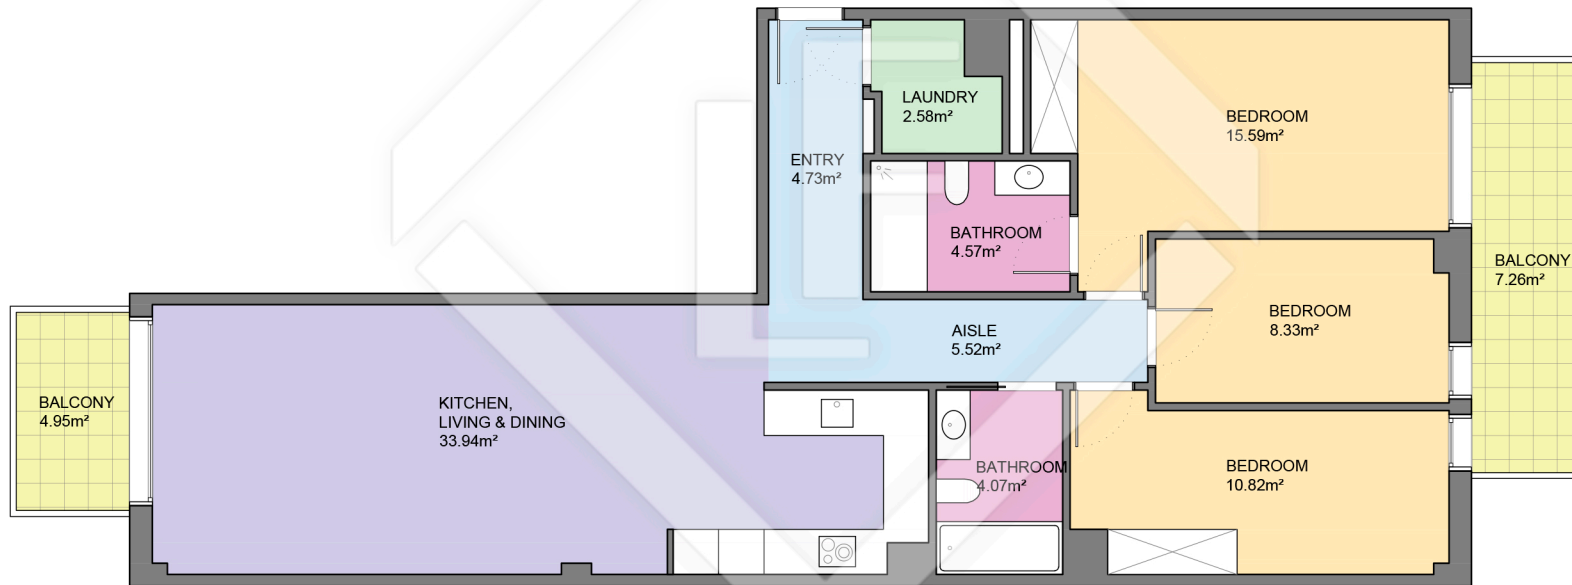 LAUNDRY
2.58m²
BEDROOM
15.59m²
ENTRY
4.73m²
BATHROOM
4.57m²
BALCONY
7.26m²
BEDROOM
8.33m²
AISLE
5.52m²
BALCONY
4.95m²
KITCHEN,
LIVING & DINING
33.94m²
BATHROOM
4.07m²
BEDROOM
10.82m²